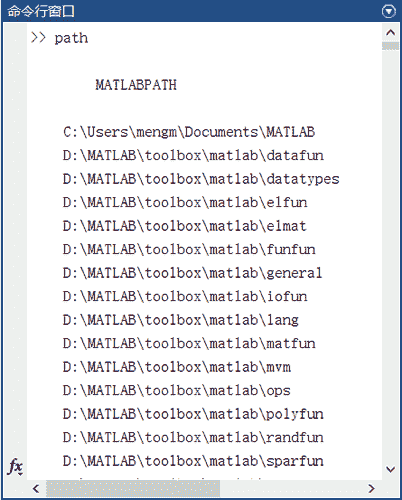 命令行窗口
>> path
MATLABPATH
C:\Users\mengm\Documents\MATLAB
D:\MATLAB\toolbox\matlab\datafun
D:\MATLAB\toolbox\matlab\datatypes
D:\MATLAB\toolbox\matlab\elfun
D:\MATLAB\toolbox\matlab\elmat
D:\MATLAB\toolbox\matlab\funfun
D:\MATLAB\toolbox\matlab\general
D:\MATLAB\toolbox\matlab\iofun
D:\MATLAB\toolbox\matlab\lang
D:\MATLAB\toolbox\matlab\matfun
D:\MATLAB\toolbox\matlab\mvm
D:\MATLAB\toolbox\matlab\ops
D:\MATLAB\toolbox\matlab\polyfun
D:\MATLAB\toolbox\matlab\randfun
fx D:\MATLAB\toolbox\matlab\sparfun